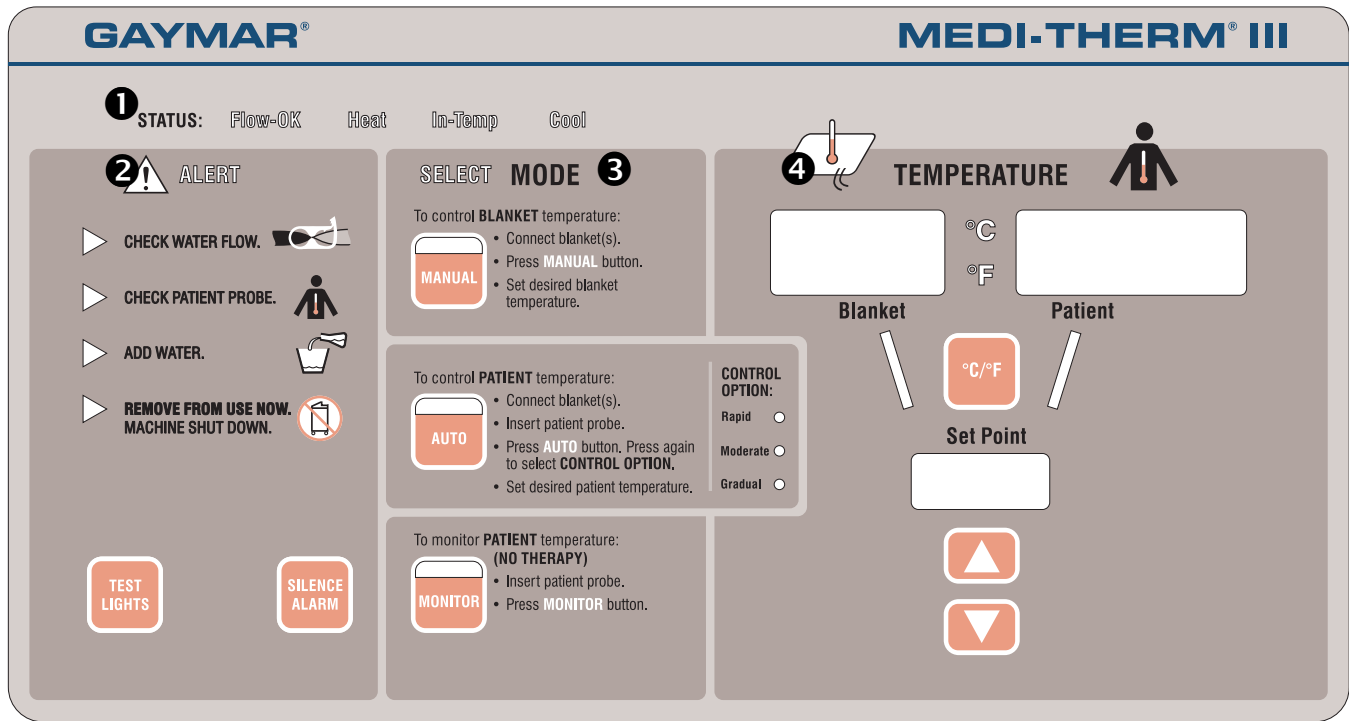 GAYMAR®
MEDI-THERM® III
❶
STATUS: Flow-OK Heat In-Temp Cool
❷
! ALERT
CHECK WATER FLOW.
CHECK PATIENT PROBE.
ADD WATER.
REMOVE FROM USE NOW.
MACHINE SHUT DOWN.
TEST
LIGHTS
SILENCE
ALARM
SELECT MODE ❸
To control BLANKET temperature:
MANUAL
• Connect blanket(s).
• Press MANUAL button.
• Set desired blanket
temperature.
To control PATIENT temperature:
AUTO
• Connect blanket(s).
• Insert patient probe.
• Press AUTO button. Press again
to select CONTROL OPTION.
• Set desired patient temperature.
CONTROL
OPTION:
Rapid
Moderate
Gradual
To monitor PATIENT temperature:
(NO THERAPY)
MONITOR
• Insert patient probe.
• Press MONITOR button.
❹
TEMPERATURE
°C
°F
Blanket
Patient
°C/°F
Set Point